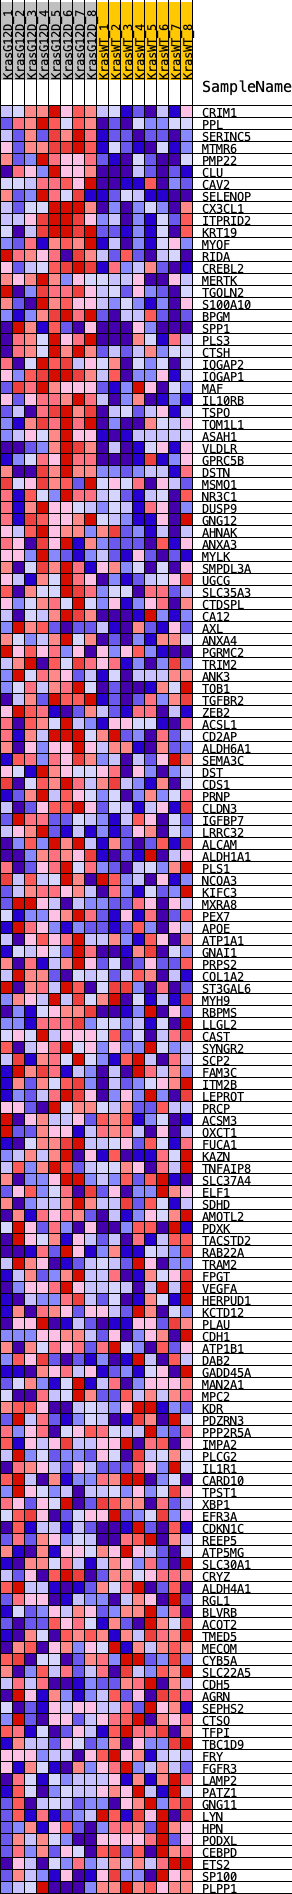 KrasG12D_1
KrasG12D_2
KrasG12D_3
KrasG12D_4
KrasG12D_5
KrasG12D_6
KrasG12D_7
KrasG12D_8
KrasWT_1
KrasWT_2
KrasWT_3
KrasWT_4
KrasWT_5
KrasWT_6
KrasWT_7
KrasWT_8
SampleName
CRIM1
PPL
SERINC5
MTMR6
PMP22
CLU
CAV2
SELENOP
CX3CL1
ITPRID2
KRT19
MYOF
RIDA
CREBL2
MERTK
TGOLN2
S100A10
BPGM
SPP1
PLS3
CTSH
IQGAP2
IQGAP1
MAF
IL10RB
TSPO
TOM1L1
ASAH1
VLDLR
GPRC5B
DSTN
MSMO1
NR3C1
DUSP9
GNG12
AHNAK
ANXA3
MYLK
SMPDL3A
UGCG
SLC35A3
CTDSPL
CA12
AXL
ANXA4
PGRMC2
TRIM2
ANK3
TOB1
TGFBR2
ZEB2
ACSL1
CD2AP
ALDH6A1
SEMA3C
DST
CDS1
PRNP
CLDN3
IGFBP7
LRRC32
ALCAM
ALDH1A1
PLS1
NCOA3
KIFC3
MXRA8
PEX7
APOE
ATP1A1
GNAI1
PRPS2
COL1A2
ST3GAL6
MYH9
RBPMS
LLGL2
CAST
SYNGR2
SCP2
FAM3C
ITM2B
LEPROT
PRCP
ACSM3
OXCT1
FUCA1
KAZN
TNFAIP8
SLC37A4
ELF1
SDHD
AMOTL2
PDXK
TACSTD2
RAB22A
TRAM2
FPGT
VEGFA
HERPUD1
KCTD12
PLAU
CDH1
ATP1B1
DAB2
GADD45A
MAN2A1
MPC2
KDR
PDZRN3
PPP2R5A
IMPA2
PLCG2
IL1R1
CARD10
TPST1
XBP1
EFR3A
CDKN1C
REEP5
ATP5MG
SLC30A1
CRYZ
ALDH4A1
RGL1
BLVRB
ACOT2
TMED5
MECOM
CYB5A
SLC22A5
CDH5
AGRN
SEPHS2
CTSO
TFPI
TBC1D9
FRY
FGFR3
LAMP2
PATZ1
GNG11
LYN
HPN
PODXL
CEBPD
ETS2
SP100
PLPP1